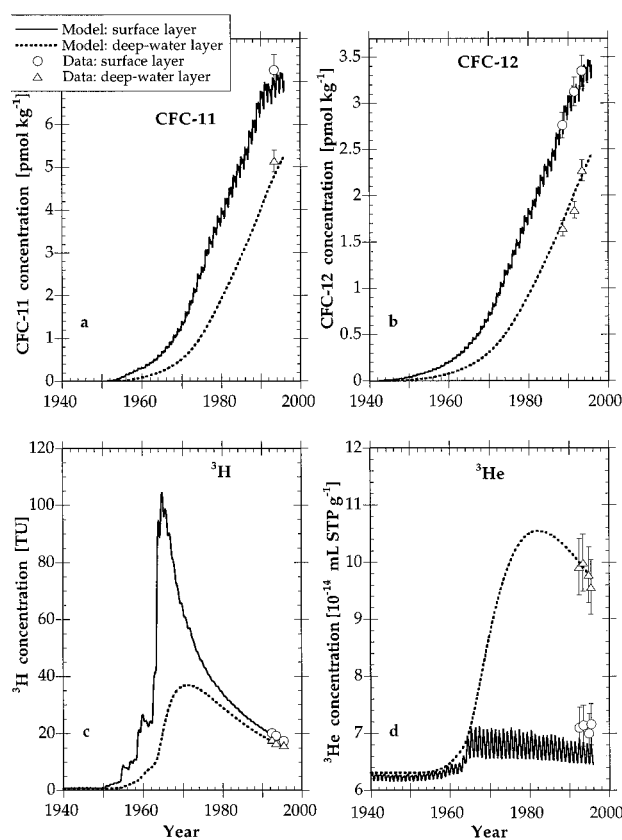 Model: surface layer
Model: deep-water layer
Data: surface layer
Data: deep-water layer
CFC-11
CFC-11 concentration [pmol kg⁻¹]
7
6
5
4
3
2
1
0
a
1940
1960
1980
2000
CFC-12
CFC-12 concentration [pmol kg⁻¹]
3.5
3
2.5
2
1.5
1
0.5
0
b
1940
1960
1980
2000
³H
³H concentration [TU]
120
100
80
60
40
20
0
c
1940
1960
1980
2000
Year
³He
³He concentration [10⁻¹⁴ mL STP g⁻¹]
12
11
10
9
8
7
6
d
1940
1960
1980
2000
Year